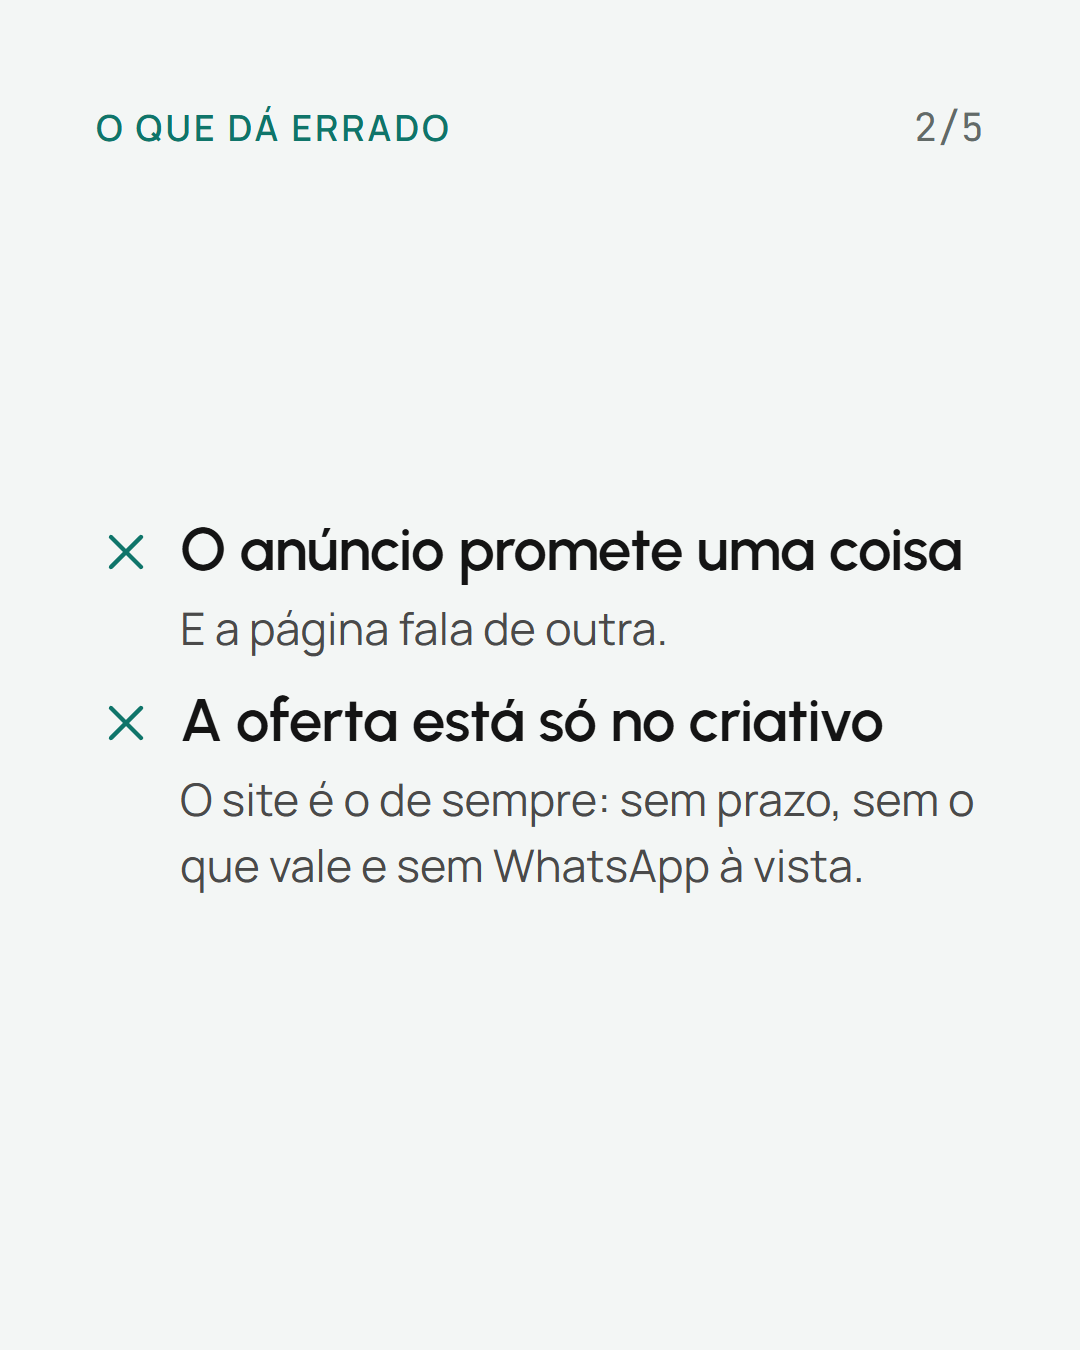 O QUE DÁ ERRADO
2/5
O anúncio promete uma coisa
E a página fala de outra.
A oferta está só no criativo
O site é o de sempre: sem prazo, sem o
que vale e sem WhatsApp à vista.